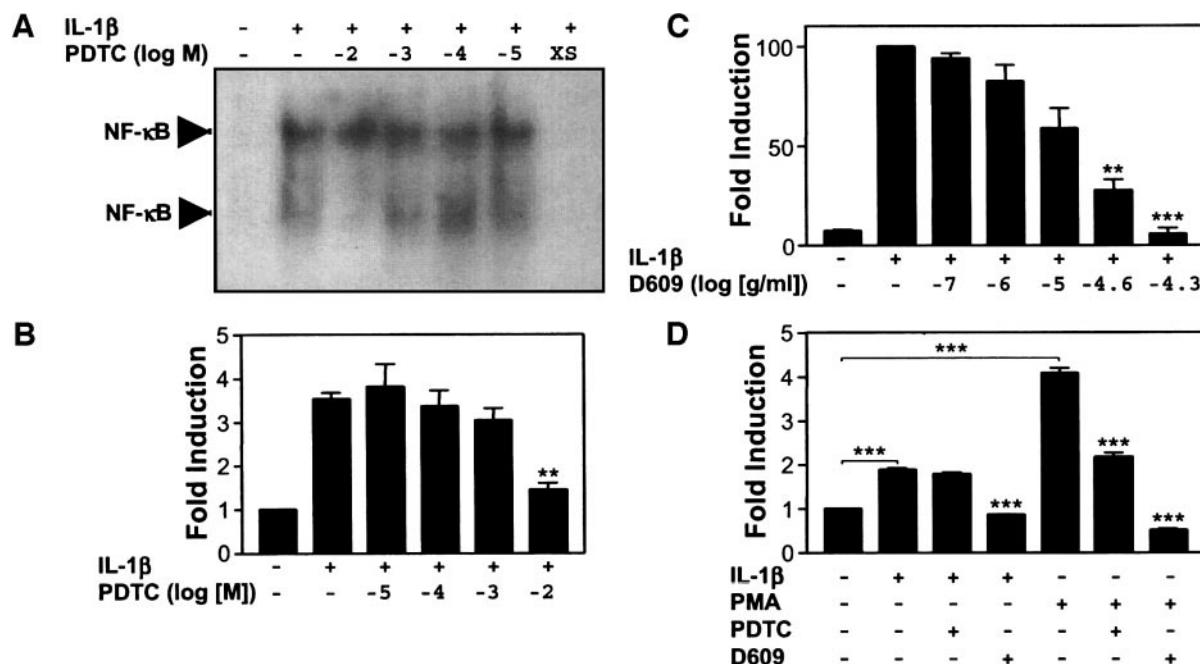 A
IL-1β - + + + + + +
PDTC (log M) - - -2 -3 -4 -5 XS
NF-κB
NF-κB
B
Fold Induction
5
4
3
2
1
0
**
IL-1β - + + + + +
PDTC (log [M]) - - -5 -4 -3 -2
C
Fold Induction
100
50
0
**
***
IL-1β - + + + + + +
D609 (log [g/ml]) - - -7 -6 -5 -4.6 -4.3
D
Fold Induction
5
4
3
2
1
0
***
***
***
***
***
IL-1β - + + + - - -
PMA - - - - + + +
PDTC - - + - - + -
D609 - - - + - - +